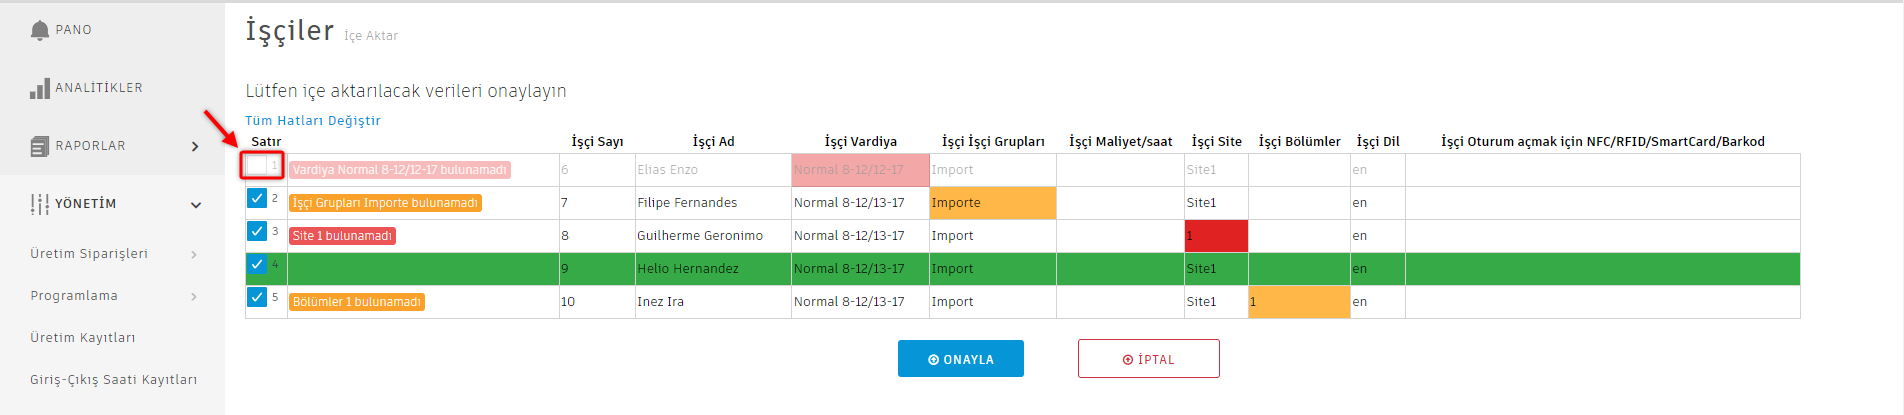 PANO
ANALİTİKLER
RAPORLAR
YÖNETİM
Üretim Siparişleri
Programlama
Üretim Kayıtları
Giriş-Çıkış Saati Kayıtları
İşçiler İçe Aktar
Lütfen içe aktarılacak verileri onaylayın
Tüm Hatları Değiştir
Satır İşçi Sayı İşçi Ad İşçi Vardiya İşçi İşçi Grupları İşçi Maliyet/saat İşçi Site İşçi Bölümler İşçi Dil İşçi Oturum açmak için NFC/RFID/SmartCard/Barkod
1 Vardiya Normal 8-12/12-17 bulunamadı 6 Elias Enzo Normal 8-12/12-17 Import Site1 en
2 İşçi Grupları Importe bulunamadı 7 Filipe Fernandes Normal 8-12/13-17 Importe Site1 en
3 Site 1 bulunamadı 8 Guilherme Geronimo Normal 8-12/13-17 Import 1 en
4 9 Helio Hernandez Normal 8-12/13-17 Import Site1 en
5 Bölümler 1 bulunamadı 10 Inez Ira Normal 8-12/13-17 Import Site1 1 en
ONAYLA İPTAL